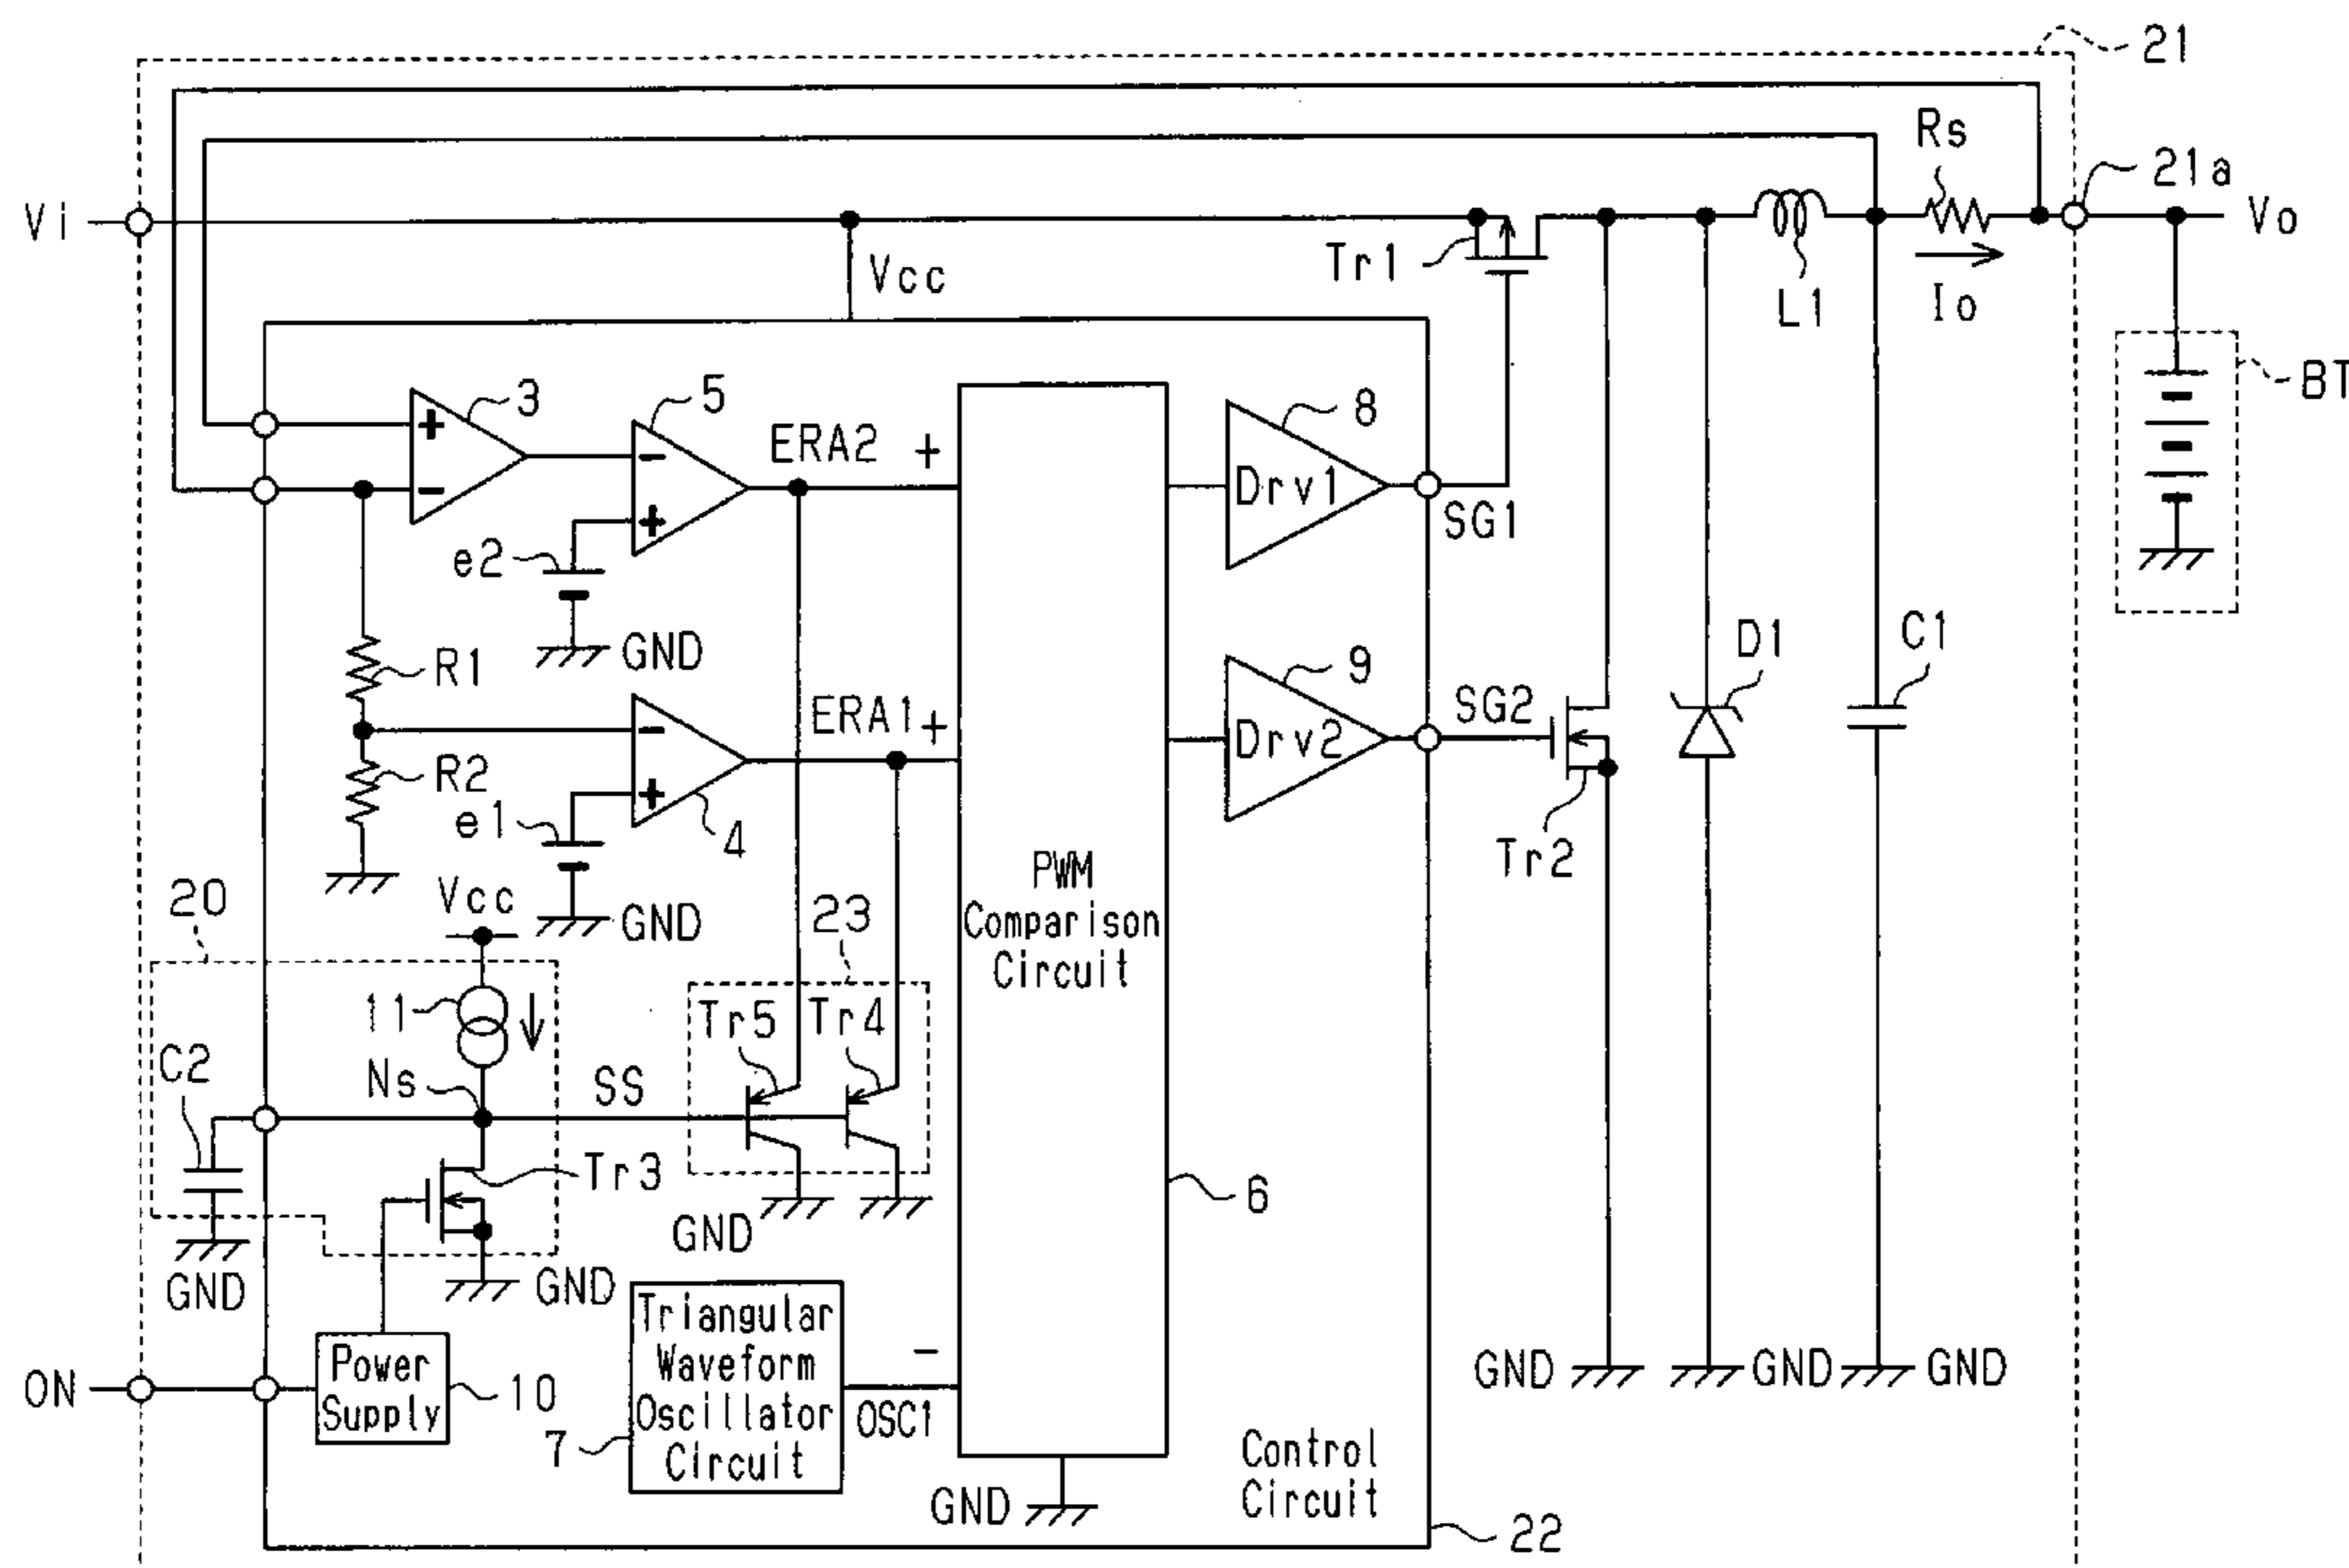 21
Rs
21a
Vi
Vo
Vcc
Tr1
L1
Io
BT
3
5
ERA2
+
8
+
-
-
+
Drv1
SG1
e2
GND
R1
9
D1
C1
ERA1
+
SG2
-
+
Drv2
R2
e1
4
Tr2
GND
20
Vcc
23
PWM
Comparison
Circuit
11
Tr5
Tr4
C2
Ns
SS
Tr3
6
GND
GND
GND
Triangular
Waveform
Oscillator
Circuit
-
OSC1
7
ON
Power
Supply
10
GND
GND
GND
GND
Control
Circuit
22